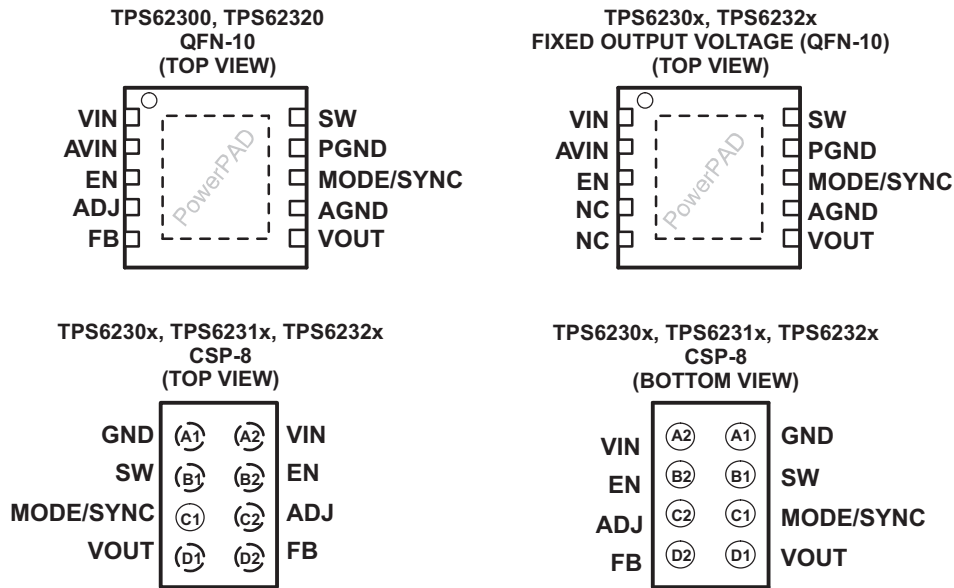 TPS62300, TPS62320
QFN-10
(TOP VIEW)
VIN
AVIN
EN
ADJ
FB
PowerPAD
SW
PGND
MODE/SYNC
AGND
VOUT
TPS6230x, TPS6232x
FIXED OUTPUT VOLTAGE (QFN-10)
(TOP VIEW)
VIN
AVIN
EN
NC
NC
PowerPAD
SW
PGND
MODE/SYNC
AGND
VOUT
TPS6230x, TPS6231x, TPS6232x
CSP-8
(TOP VIEW)
GND A1 A2 VIN
SW B1 B2 EN
MODE/SYNC C1 C2 ADJ
VOUT D1 D2 FB
TPS6230x, TPS6231x, TPS6232x
CSP-8
(BOTTOM VIEW)
VIN A2 A1 GND
EN B2 B1 SW
ADJ C2 C1 MODE/SYNC
FB D2 D1 VOUT